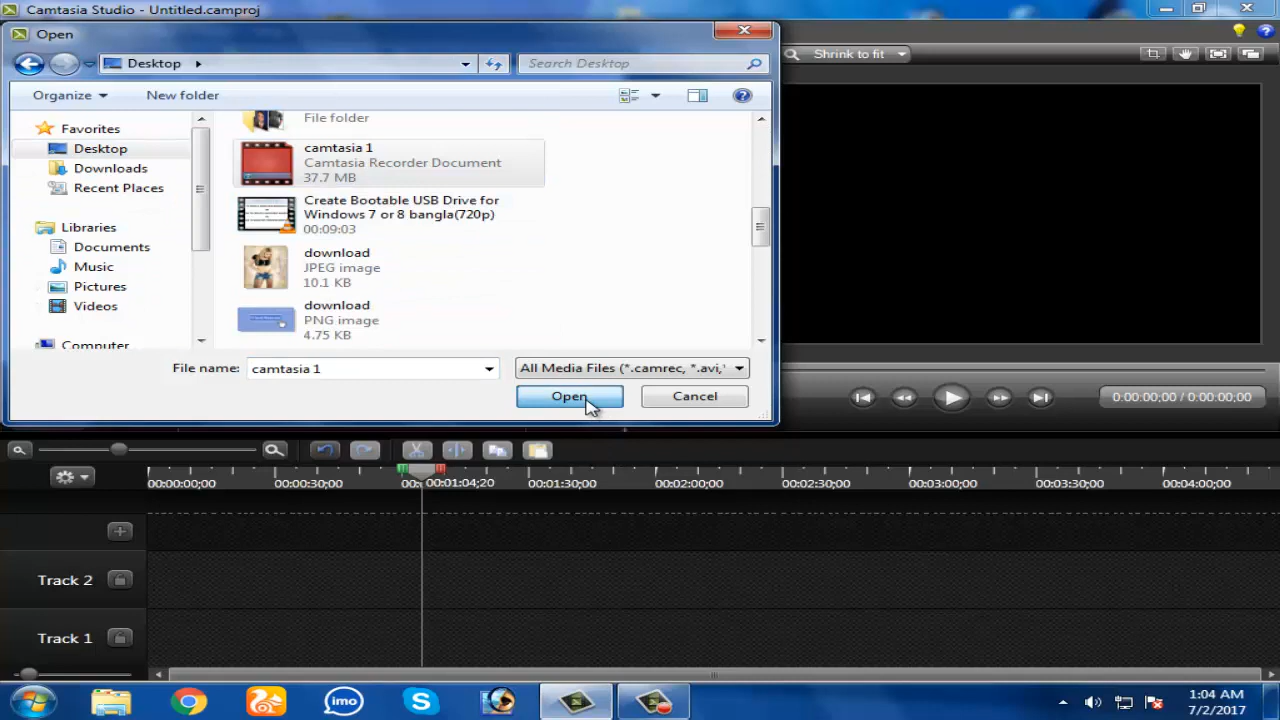 Camtasia Studio - Untitled.camproj
Open
Desktop
Search Desktop
Shrink to fit
Organize
New folder
Favorites
Desktop
Downloads
Recent Places
Libraries
Documents
Music
Pictures
Videos
Computer
File folder
camtasia 1
Camtasia Recorder Document
37.7 MB
Create Bootable USB Drive for
Windows 7 or 8 bangla(720p)
00:09:03
download
JPEG image
10.1 KB
download
PNG image
4.75 KB
File name: camtasia 1
All Media Files (*.camrec, *.avi,
Open
Cancel
0:00:00;00 / 0:00:00;00
00:00:00;00 00:00:30;00 00: 00:01:04;20 00:01:30;00 00:02:00;00 00:02:30;00 00:03:00;00 00:03:30;00 00:04:00;00
Track 2
Track 1
imo
1:04 AM
7/2/2017